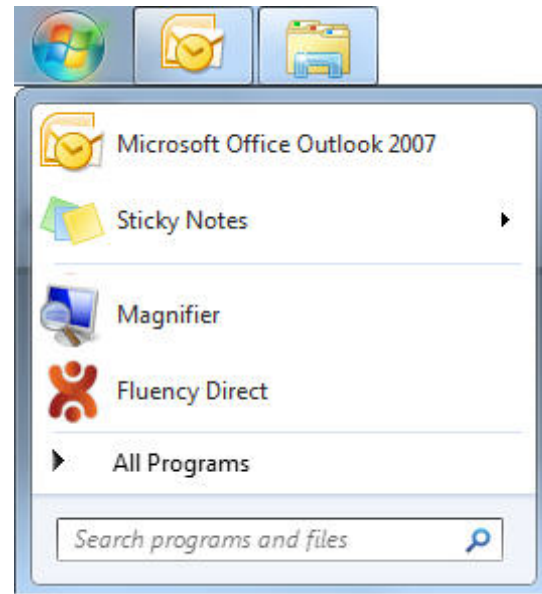 Microsoft Office Outlook 2007
Sticky Notes
Magnifier
Fluency Direct
All Programs
Search programs and files